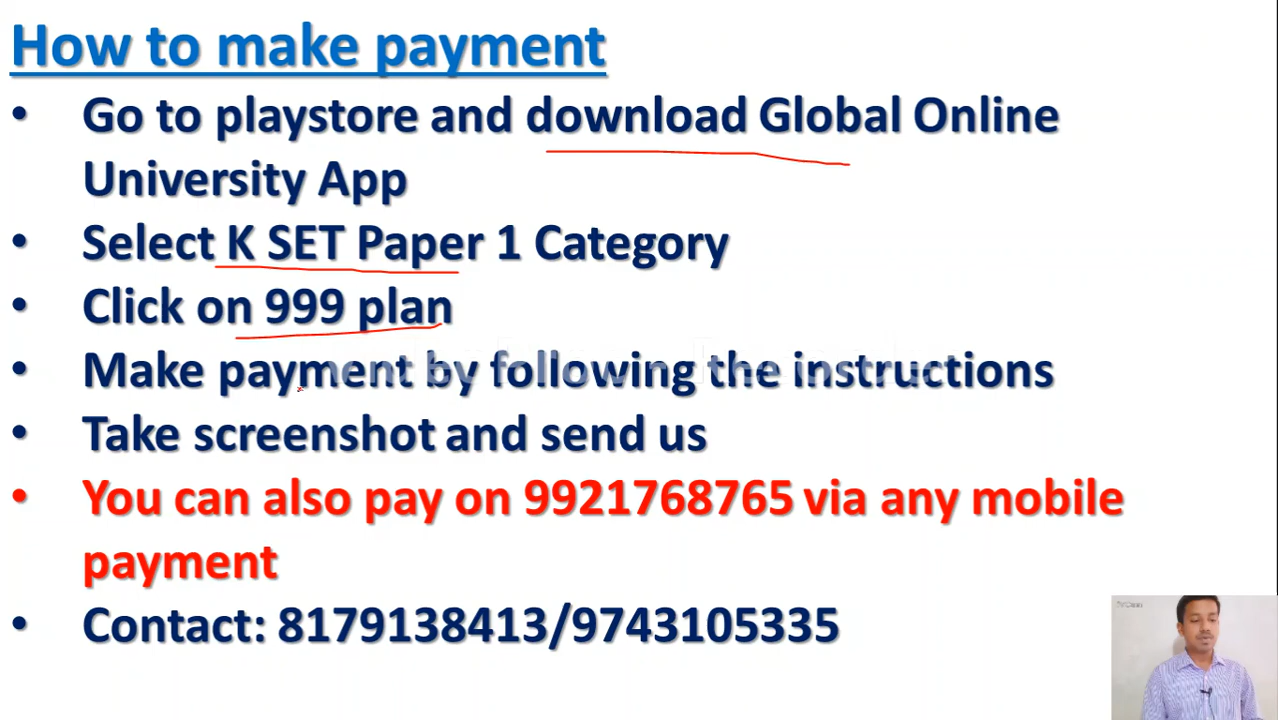 How to make payment
• Go to playstore and download Global Online
University App
• Select K SET Paper 1 Category
• Click on 999 plan
• Make payment by following the instructions
• Take screenshot and send us
• You can also pay on 9921768765 via any mobile
payment
• Contact: 8179138413/9743105335